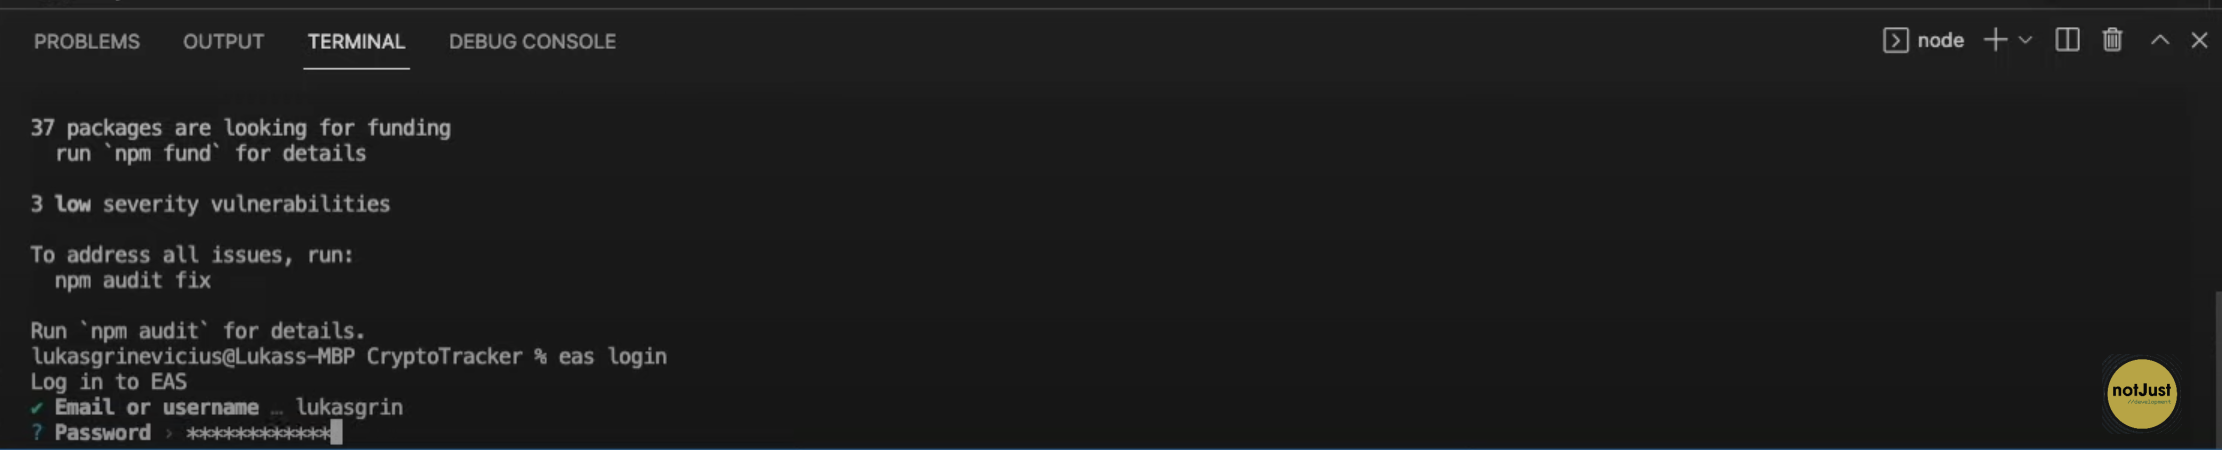 PROBLEMS OUTPUT TERMINAL DEBUG CONSOLE node
37 packages are looking for funding
run `npm fund` for details
3 low severity vulnerabilities
To address all issues, run:
npm audit fix
Run `npm audit` for details.
lukasgrinevicius@Lukass-MBP CryptoTracker % eas login
Log in to EAS
✔ Email or username … lukasgrin
? Password › ************
notJust
//development